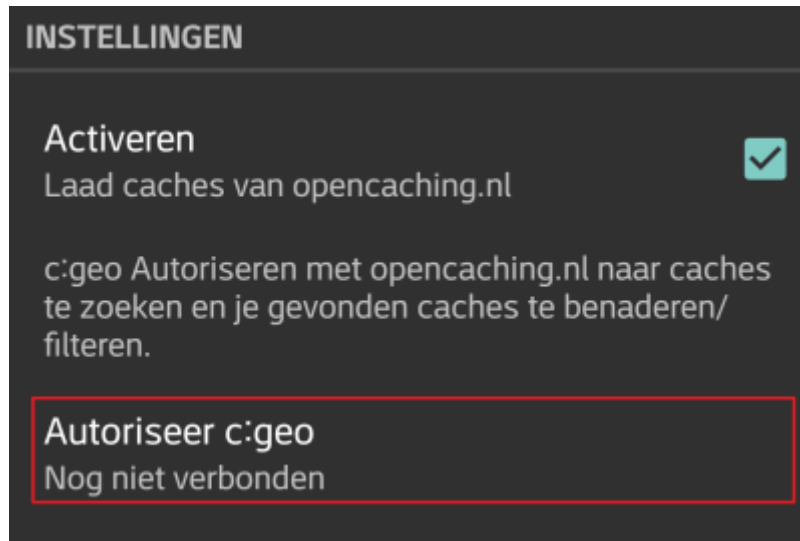 INSTELLINGEN
Activeren
Laad caches van opencaching.nl
c:geo Autoriseren met opencaching.nl naar caches
te zoeken en je gevonden caches te benaderen/
filteren.
Autoriseer c:geo
Nog niet verbonden